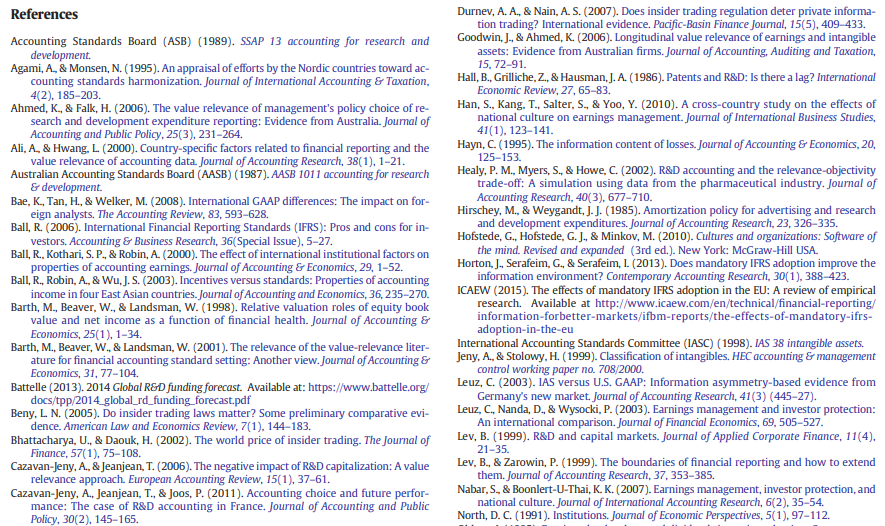 References
Accounting Standards Board (ASB) (1989). SSAP 13 accounting for research and
development.
Agami, A., & Monsen, N. (1995). An appraisal of efforts by the Nordic countries toward ac-
counting standards harmonization. Journal of International Accounting & Taxation,
4(2), 185–203.
Ahmed, K., & Falk, H. (2006). The value relevance of management's policy choice of re-
search and development expenditure reporting: Evidence from Australia. Journal of
Accounting and Public Policy, 25(3), 231–264.
Ali, A., & Hwang, L. (2000). Country-specific factors related to financial reporting and the
value relevance of accounting data. Journal of Accounting Research, 38(1), 1–21.
Australian Accounting Standards Board (AASB) (1987). AASB 1011 accounting for research
& development.
Bae, K., Tan, H., & Welker, M. (2008). International GAAP differences: The impact on for-
eign analysts. The Accounting Review, 83, 593–628.
Ball, R. (2006). International Financial Reporting Standards (IFRS): Pros and cons for in-
vestors. Accounting & Business Research, 36(Special Issue), 5–27.
Ball, R., Kothari, S. P., & Robin, A. (2000). The effect of international institutional factors on
properties of accounting earnings. Journal of Accounting & Economics, 29, 1–52.
Ball, R., Robin, A., & Wu, J. S. (2003). Incentives versus standards: Properties of accounting
income in four East Asian countries. Journal of Accounting and Economics, 36, 235–270.
Barth, M., Beaver, W., & Landsman, W. (1998). Relative valuation roles of equity book
value and net income as a function of financial health. Journal of Accounting &
Economics, 25(1), 1–34.
Barth, M., Beaver, W., & Landsman, W. (2001). The relevance of the value-relevance liter-
ature for financial accounting standard setting: Another view. Journal of Accounting &
Economics, 31, 77–104.
Battelle (2013). 2014 Global R&D funding forecast. Available at: https://www.battelle.org/
docs/tpp/2014_global_rd_funding_forecast.pdf
Beny, L. N. (2005). Do insider trading laws matter? Some preliminary comparative evi-
dence. American Law and Economics Review, 7(1), 144–183.
Bhattacharya, U., & Daouk, H. (2002). The world price of insider trading. The Journal of
Finance, 57(1), 75–108.
Cazavan-Jeny, A., & Jeanjean, T. (2006). The negative impact of R&D capitalization: A value
relevance approach. European Accounting Review, 15(1), 37–61.
Cazavan-Jeny, A., Jeanjean, T., & Joos, P. (2011). Accounting choice and future perfor-
mance: The case of R&D accounting in France. Journal of Accounting and Public
Policy, 30(2), 145–165.
Durnev, A. A., & Nain, A. S. (2007). Does insider trading regulation deter private informa-
tion trading? International evidence. Pacific-Basin Finance Journal, 15(5), 409–433.
Goodwin, J., & Ahmed, K. (2006). Longitudinal value relevance of earnings and intangible
assets: Evidence from Australian firms. Journal of Accounting, Auditing and Taxation,
15, 72–91.
Hall, B., Grilliche, Z., & Hausman, J. A. (1986). Patents and R&D: Is there a lag? International
Economic Review, 27, 65–83.
Han, S., Kang, T., Salter, S., & Yoo, Y. (2010). A cross-country study on the effects of
national culture on earnings management. Journal of International Business Studies,
41(1), 123–141.
Hayn, C. (1995). The information content of losses. Journal of Accounting & Economics, 20,
125–153.
Healy, P. M., Myers, S., & Howe, C. (2002). R&D accounting and the relevance-objectivity
trade-off: A simulation using data from the pharmaceutical industry. Journal of
Accounting Research, 40(3), 677–710.
Hirschey, M., & Weygandt, J. J. (1985). Amortization policy for advertising and research
and development expenditures. Journal of Accounting Research, 23, 326–335.
Hofstede, G., Hofstede, G. J., & Minkov, M. (2010). Cultures and organizations: Software of
the mind. Revised and expanded (3rd ed.). New York: McGraw-Hill USA.
Horton, J., Serafeim, G., & Serafeim, I. (2013). Does mandatory IFRS adoption improve the
information environment? Contemporary Accounting Research, 30(1), 388–423.
ICAEW (2015). The effects of mandatory IFRS adoption in the EU: A review of empirical
research. Available at http://www.icaew.com/en/technical/financial-reporting/
information-forbetter-markets/ifbm-reports/the-effects-of-mandatory-ifrs-
adoption-in-the-eu
International Accounting Standards Committee (IASC) (1998). IAS 38 intangible assets.
Jeny, A., & Stolowy, H. (1999). Classification of intangibles. HEC accounting & management
control working paper no. 708/2000.
Leuz, C. (2003). IAS versus U.S. GAAP: Information asymmetry-based evidence from
Germany's new market. Journal of Accounting Research, 41(3) (445–27).
Leuz, C., Nanda, D., & Wysocki, P. (2003). Earnings management and investor protection:
An international comparison. Journal of Financial Economics, 69, 505–527.
Lev, B. (1999). R&D and capital markets. Journal of Applied Corporate Finance, 11(4),
21–35.
Lev, B., & Zarowin, P. (1999). The boundaries of financial reporting and how to extend
them. Journal of Accounting Research, 37, 353–385.
Nabar, S., & Boonlert-U-Thai, K. K. (2007). Earnings management, investor protection, and
national culture. Journal of International Accounting Research, 6(2), 35–54.
North, D. C. (1991). Institutions. Journal of Economic Perspectives, 5(1), 97–112.